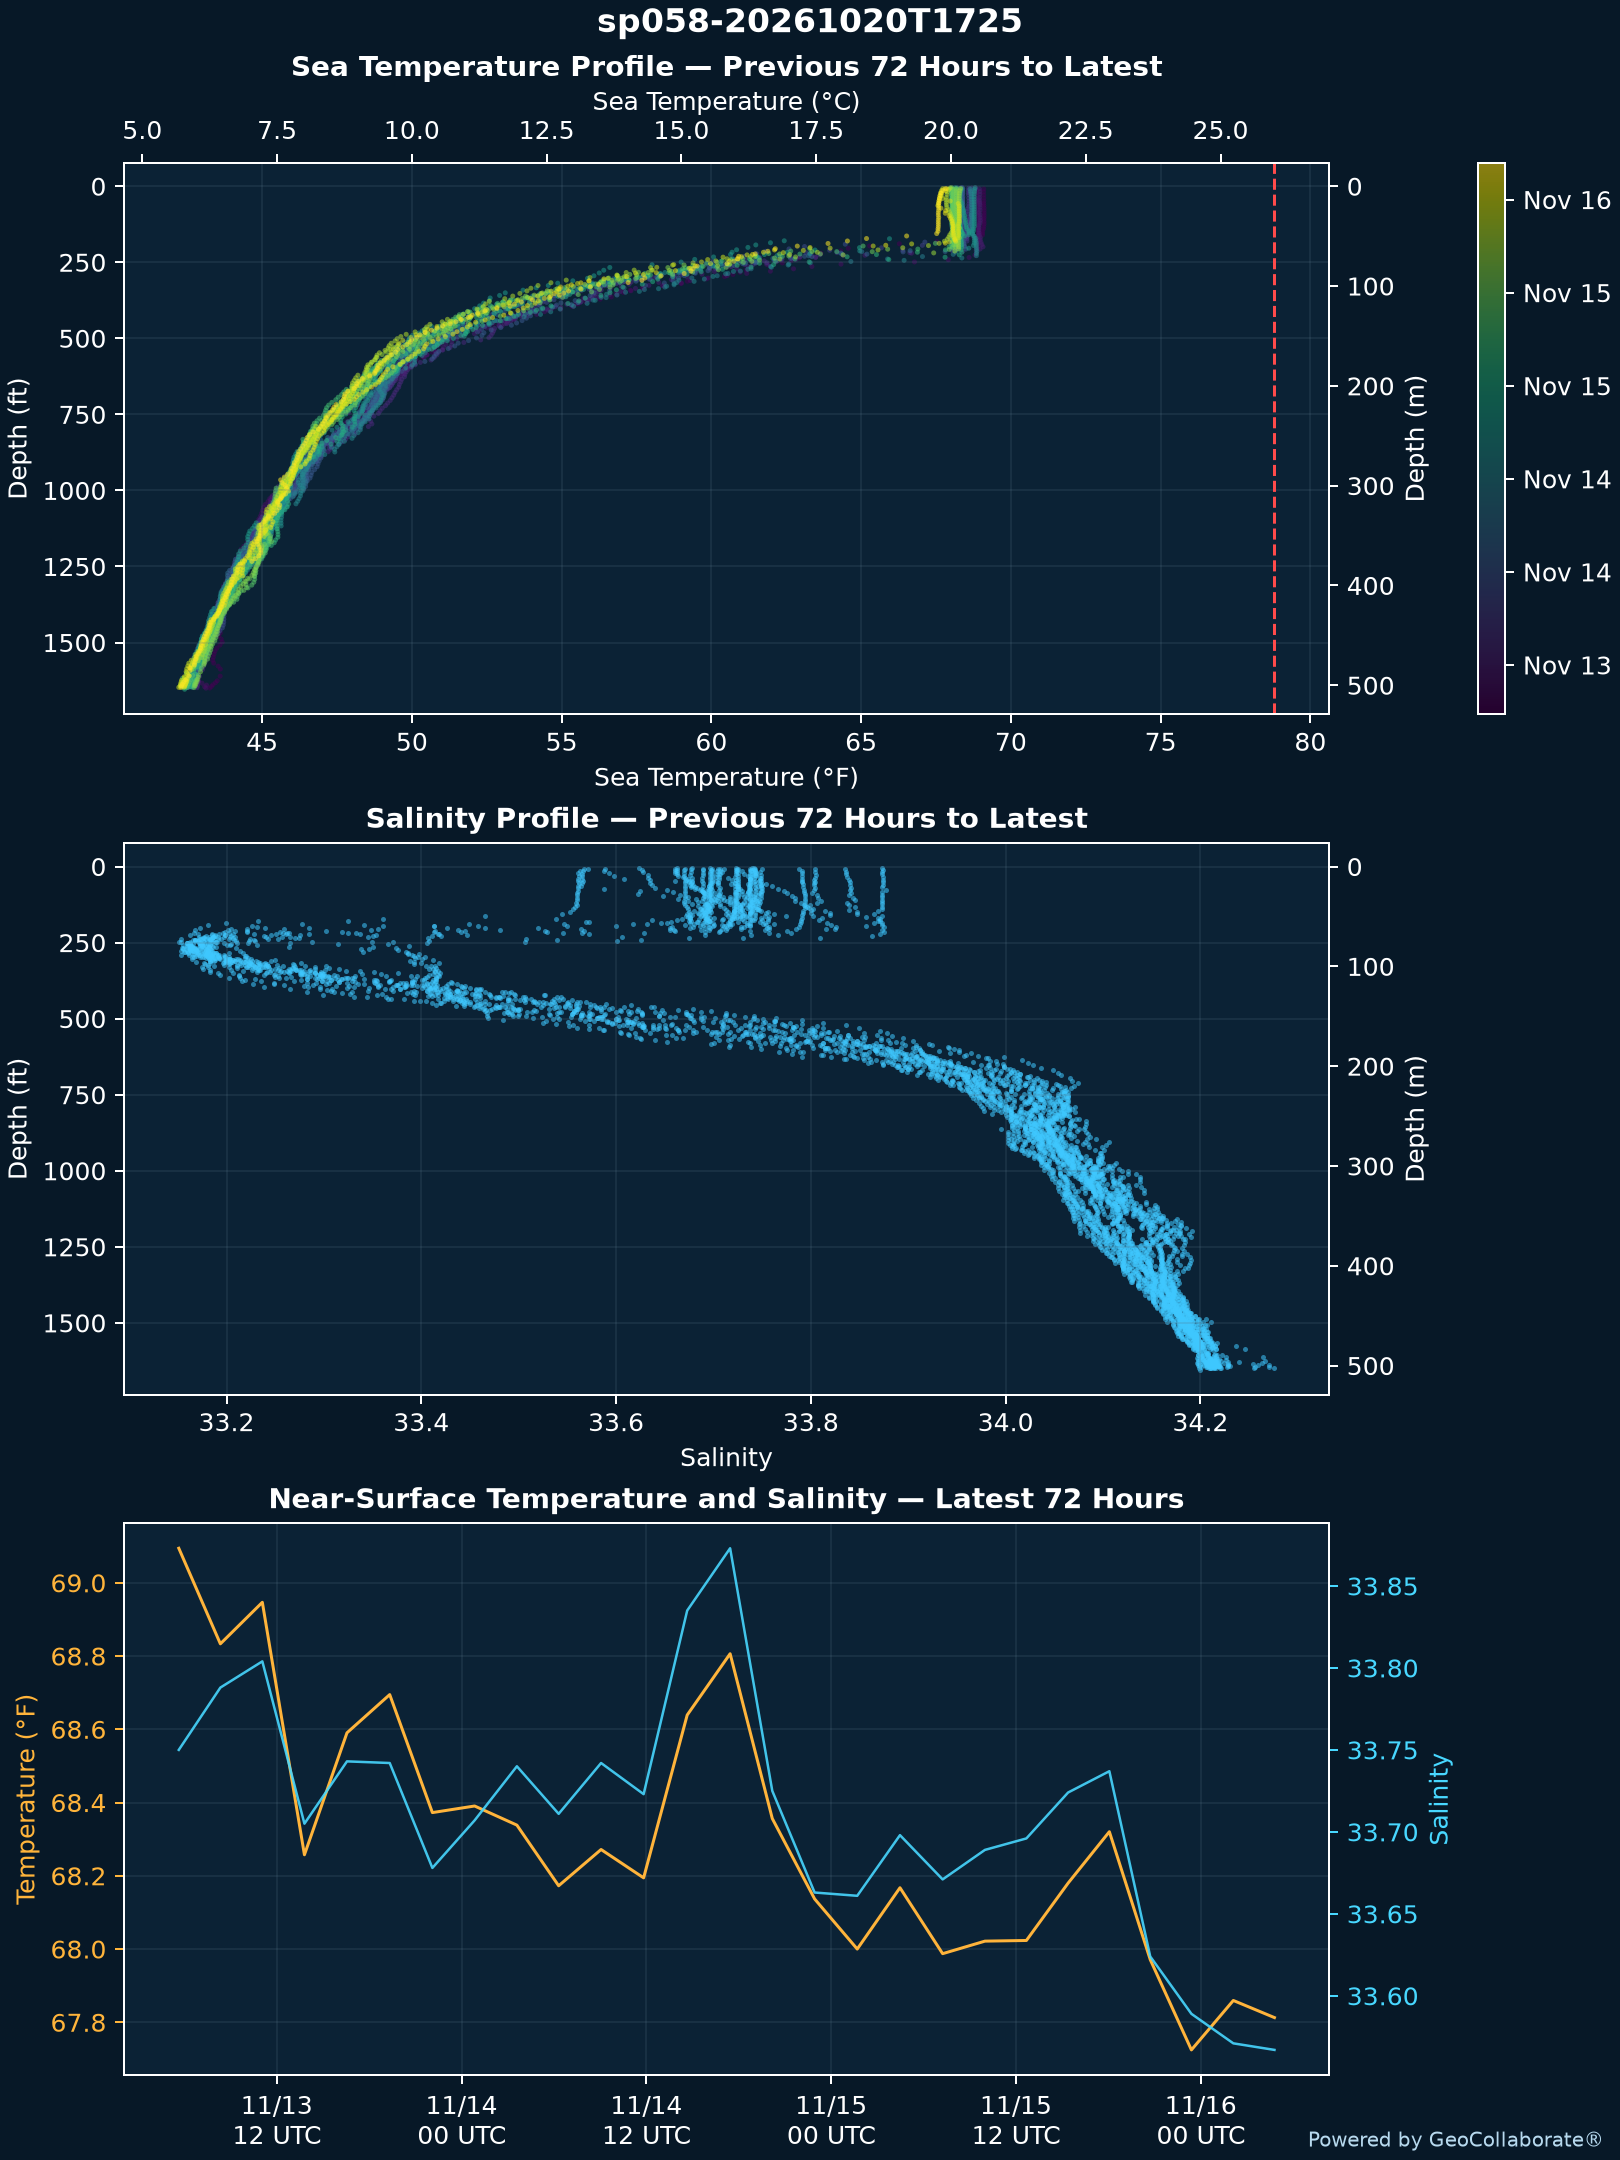 sp058-20261020T1725
Sea Temperature Profile — Previous 72 Hours to Latest
Sea Temperature (°C)
5.0 7.5 10.0 12.5 15.0 17.5 20.0 22.5 25.0
0
250
500
750
1000
1250
1500
Depth (ft)
0
100
200
300
400
500
Depth (m)
Nov 16
Nov 15
Nov 15
Nov 14
Nov 14
Nov 13
45 50 55 60 65 70 75 80
Sea Temperature (°F)
Salinity Profile — Previous 72 Hours to Latest
0
250
500
750
1000
1250
1500
Depth (ft)
0
100
200
300
400
500
Depth (m)
33.2 33.4 33.6 33.8 34.0 34.2
Salinity
Near-Surface Temperature and Salinity — Latest 72 Hours
69.0
68.8
68.6
68.4
68.2
68.0
67.8
Temperature (°F)
33.85
33.80
33.75
33.70
33.65
33.60
Salinity
11/13 11/14 11/14 11/15 11/15 11/16
12 UTC 00 UTC 12 UTC 00 UTC 12 UTC 00 UTC
Powered by GeoCollaborate®